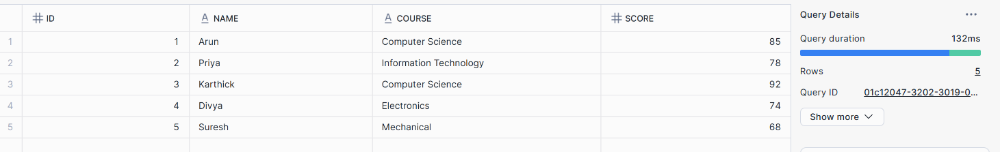 # ID A NAME A COURSE # SCORE
1 1 Arun Computer Science 85
2 2 Priya Information Technology 78
3 3 Karthick Computer Science 92
4 4 Divya Electronics 74
5 5 Suresh Mechanical 68
Query Details ...
Query duration 132ms
Rows 5
Query ID 01c12047-3202-3019-0...
Show more